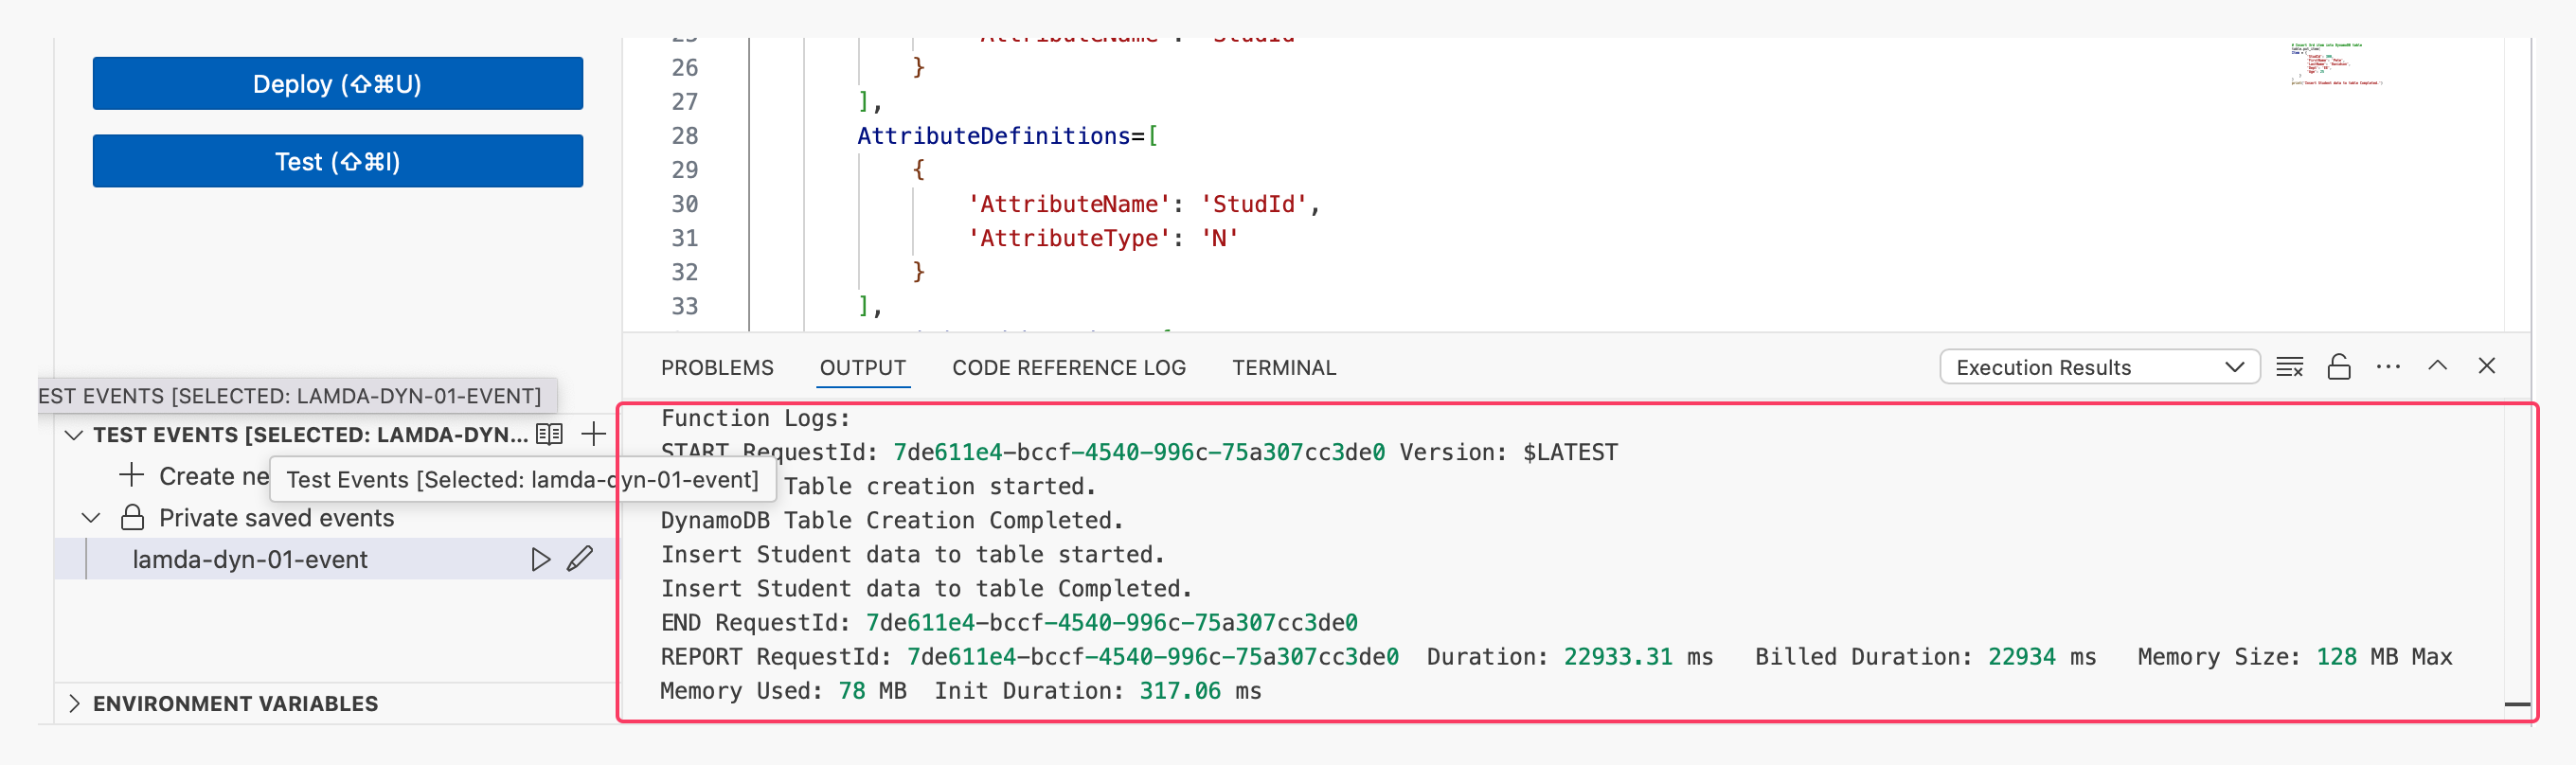 Deploy (⇧⌘U)
Test (⇧⌘I)
EST EVENTS [SELECTED: LAMDA-DYN-01-EVENT]
TEST EVENTS [SELECTED: LAMDA-DYN...
Create ne
Test Events [Selected: lamda-dyn-01-event]
Private saved events
lamda-dyn-01-event
ENVIRONMENT VARIABLES
25 'AttributeName': 'StudId'
26 }
27 ],
28 AttributeDefinitions=[
29 {
30 'AttributeName': 'StudId',
31 'AttributeType': 'N'
32 }
33 ],
PROBLEMS OUTPUT CODE REFERENCE LOG TERMINAL Execution Results
Function Logs:
START RequestId: 7de611e4-bccf-4540-996c-75a307cc3de0 Version: $LATEST
Table creation started.
DynamoDB Table Creation Completed.
Insert Student data to table started.
Insert Student data to table Completed.
END RequestId: 7de611e4-bccf-4540-996c-75a307cc3de0
REPORT RequestId: 7de611e4-bccf-4540-996c-75a307cc3de0 Duration: 22933.31 ms Billed Duration: 22934 ms Memory Size: 128 MB Max
Memory Used: 78 MB Init Duration: 317.06 ms